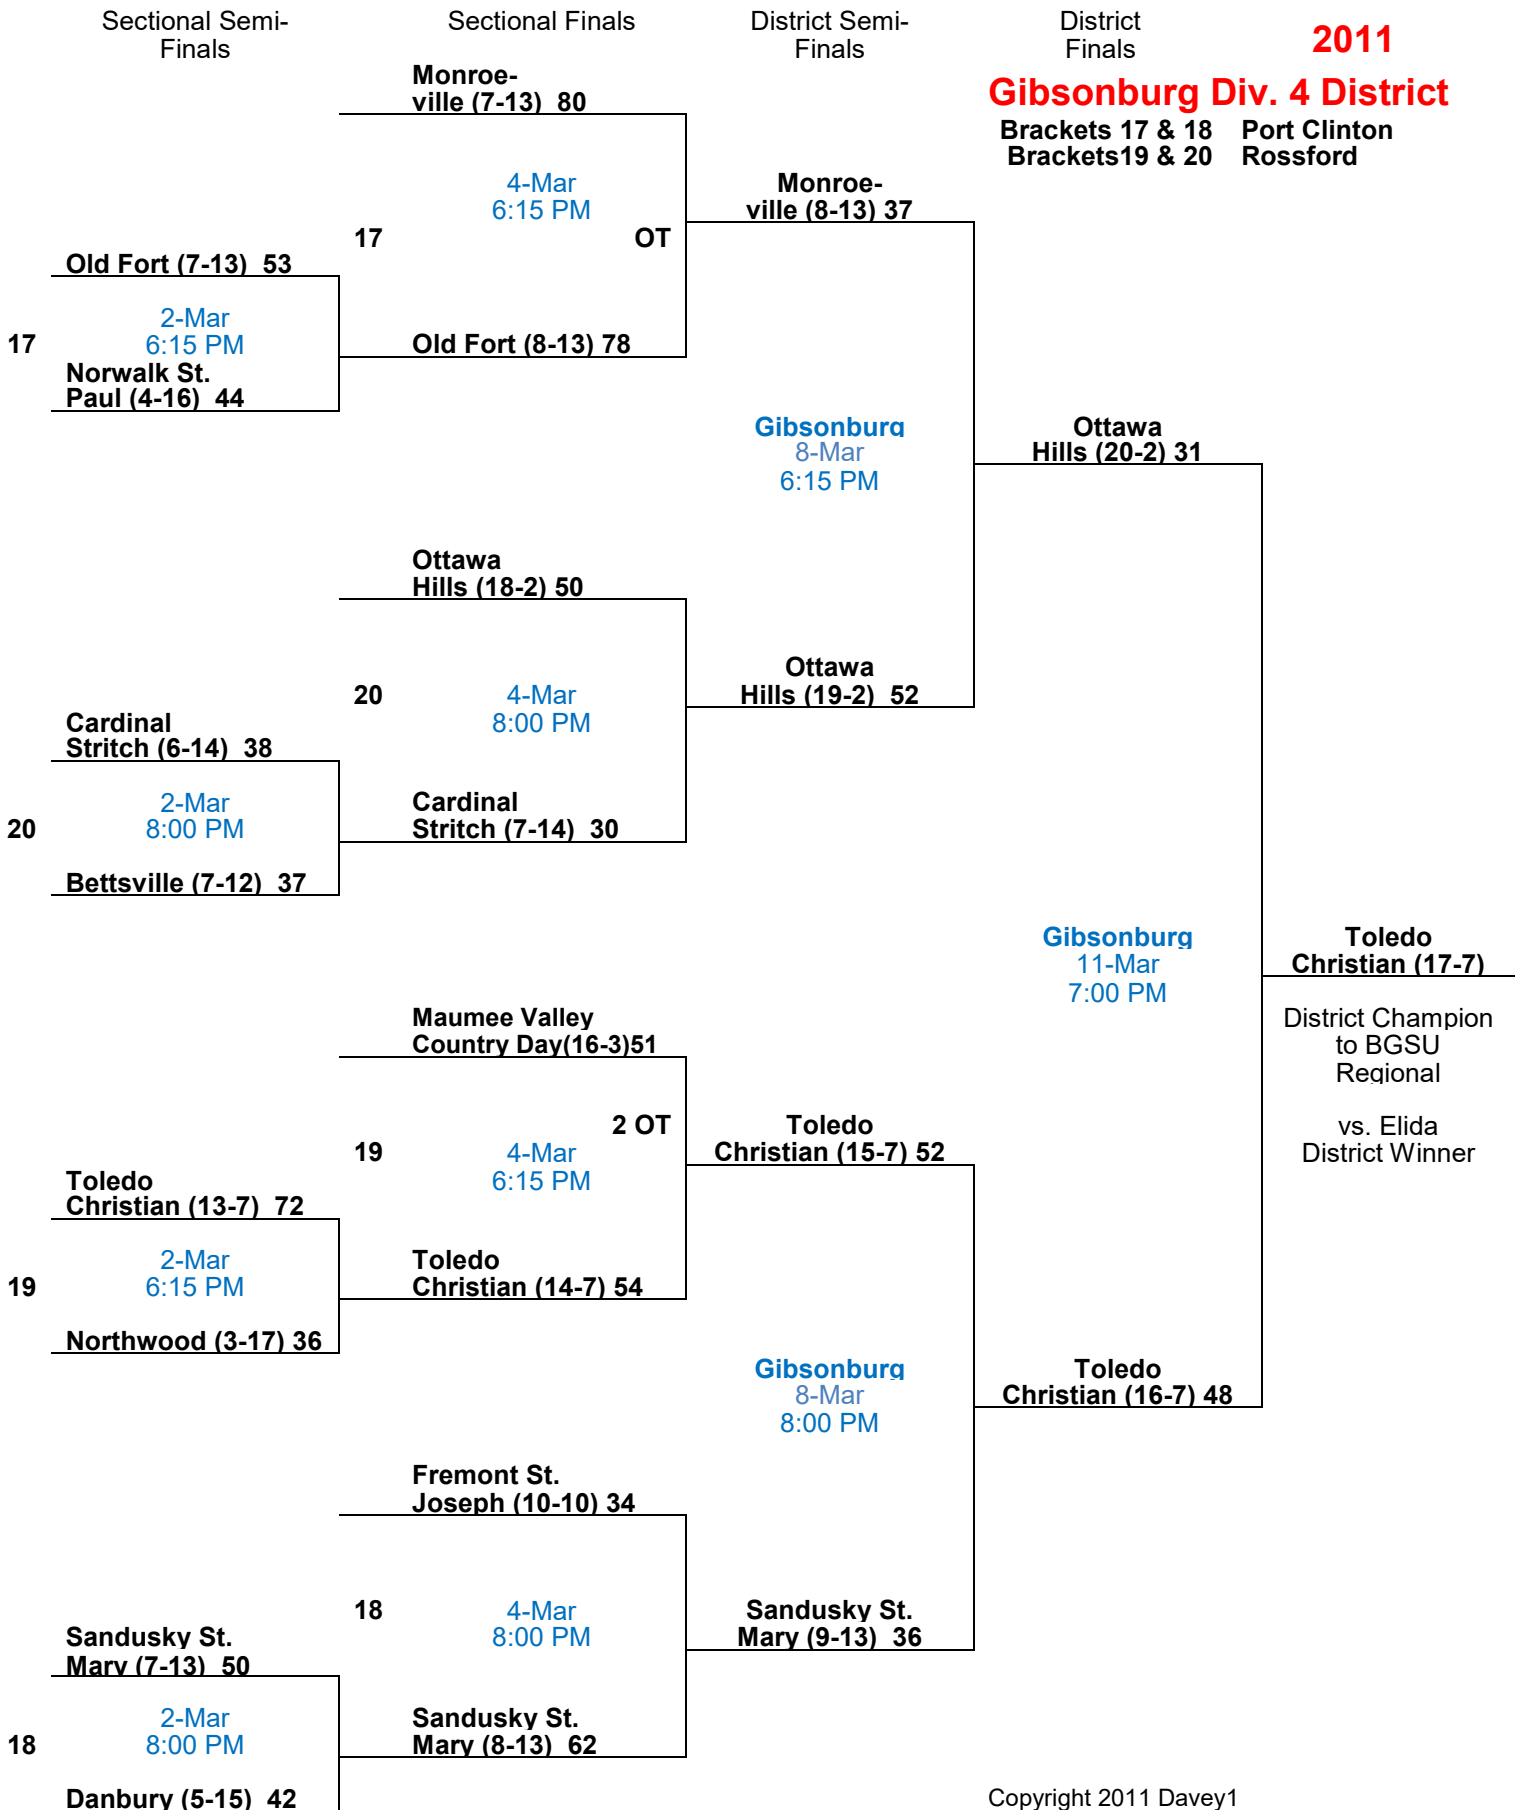 Sectional Semi-
Finals
Sectional Finals
District Semi-
Finals
District
Finals
2011
Gibsonburg Div. 4 District
Brackets 17 & 18 Port Clinton
Brackets19 & 20 Rossford
Monroe-
ville (7-13) 80
4-Mar
6:15 PM
17
OT
Monroe-
ville (8-13) 37
Old Fort (7-13) 53
2-Mar
17
6:15 PM
Norwalk St.
Paul (4-16) 44
Old Fort (8-13) 78
Gibsonburg
8-Mar
6:15 PM
Ottawa
Hills (20-2) 31
Ottawa
Hills (18-2) 50
20
4-Mar
8:00 PM
Ottawa
Hills (19-2) 52
Cardinal
Stritch (6-14) 38
2-Mar
20
8:00 PM
Bettsville (7-12) 37
Cardinal
Stritch (7-14) 30
Gibsonburg
11-Mar
7:00 PM
Toledo
Christian (17-7)
District Champion
to BGSU
Regional
vs. Elida
District Winner
Maumee Valley
Country Day(16-3)51
2 OT
19
4-Mar
6:15 PM
Toledo
Christian (15-7) 52
Toledo
Christian (13-7) 72
2-Mar
19
6:15 PM
Northwood (3-17) 36
Toledo
Christian (14-7) 54
Gibsonburg
8-Mar
8:00 PM
Toledo
Christian (16-7) 48
Fremont St.
Joseph (10-10) 34
18
4-Mar
8:00 PM
Sandusky St.
Mary (9-13) 36
Sandusky St.
Mary (7-13) 50
2-Mar
18
8:00 PM
Danbury (5-15) 42
Sandusky St.
Mary (8-13) 62
Copyright 2011 Davey1